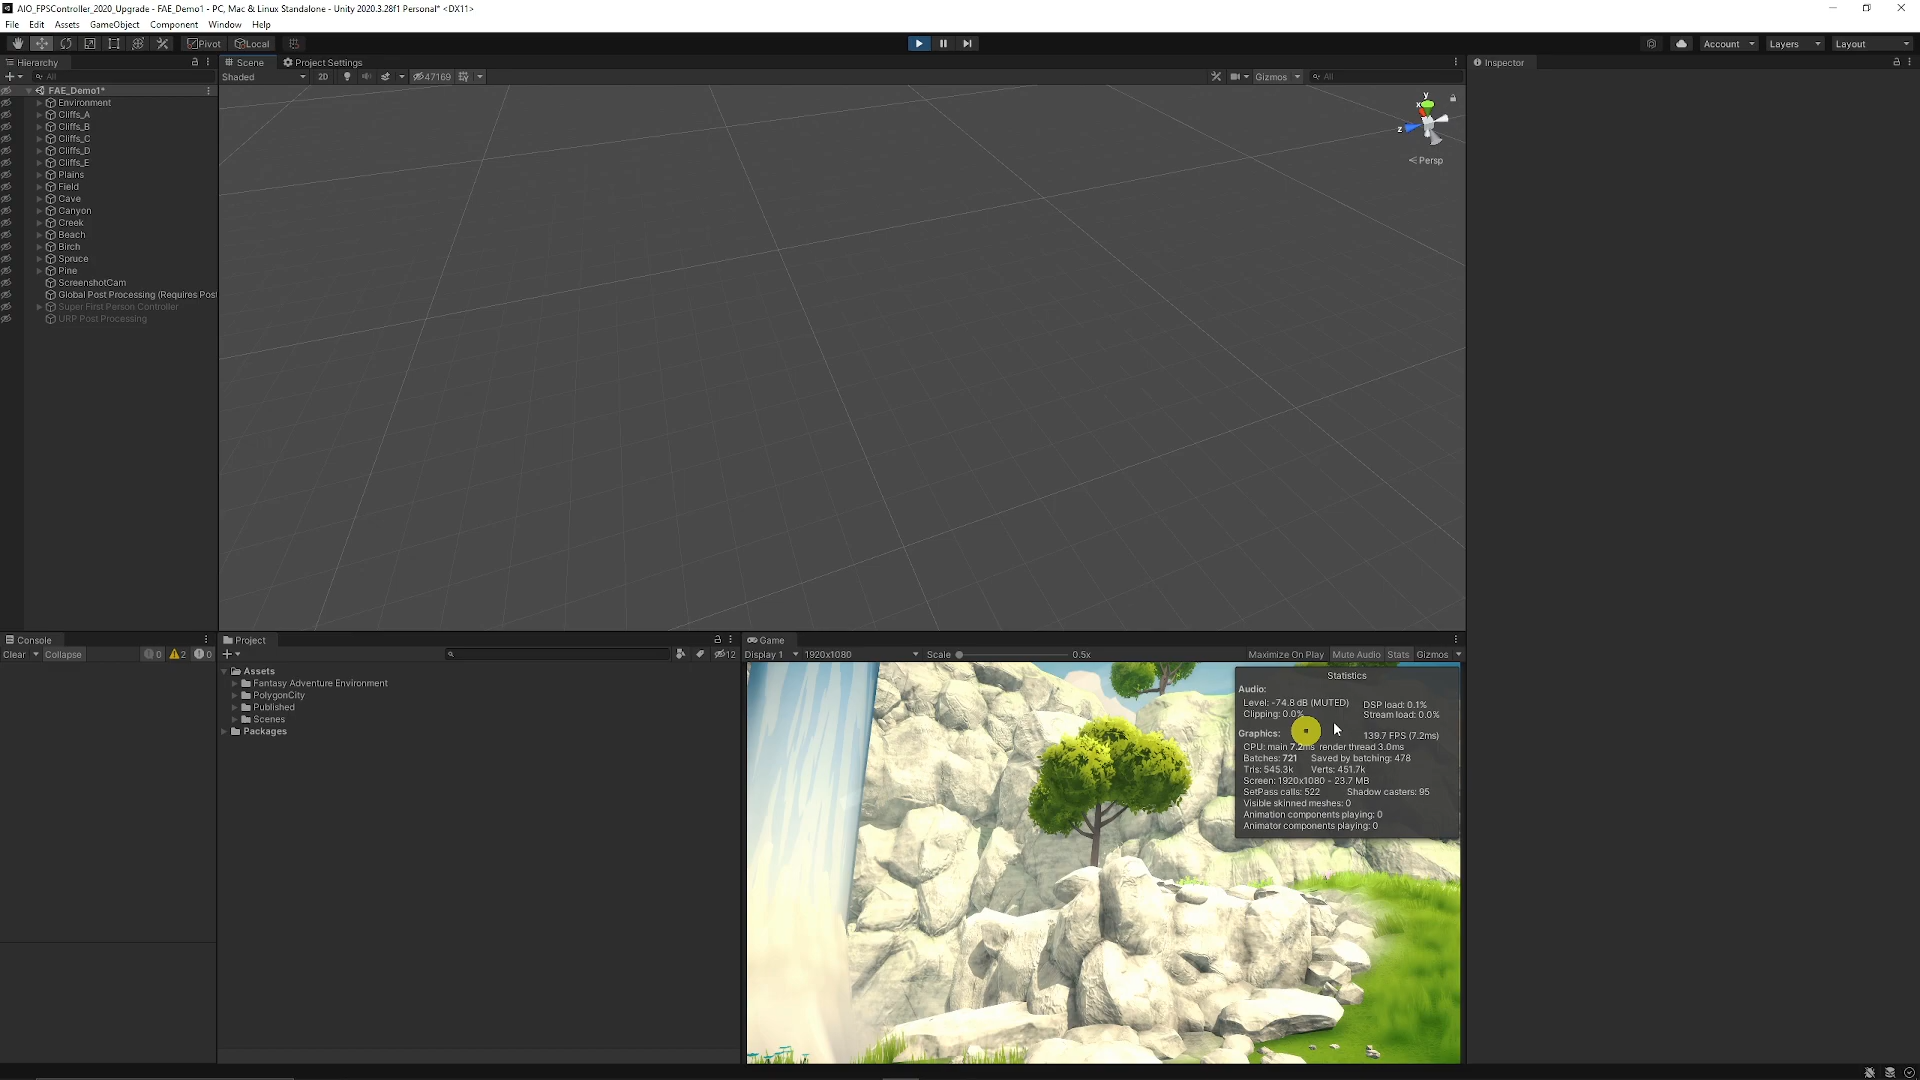 AIO_FPSController_2020_Upgrade - FAE_Demo1 - PC, Mac & Linux Standalone - Unity 2020.3.28f1 Personal* <DX11>
File Edit Assets GameObject Component Window Help
Pivot Local Account Layers Layout
Hierarchy Scene Project Settings Inspector
All Shaded 2D 47169 Gizmos All
FAE_Demo1*
Environment
Cliffs_A
Cliffs_B
Cliffs_C
Cliffs_D
Cliffs_E
Plains
Field
Cave
Canyon
Creek
Beach
Birch
Spruce
Pine
ScreenshotCam
Global Post Processing (Requires Post
Super First Person Controller
URP Post Processing
y
x
z
Persp
Console
Clear Collapse 0 2 0
Project
12
Assets
Fantasy Adventure Environment
PolygonCity
Published
Scenes
Packages
Game
Display 1 1920x1080 Scale 0.5x Maximize On Play Mute Audio Stats Gizmos
Statistics
Audio:
Level: -74.8 dB (MUTED) DSP load: 0.1%
Clipping: 0.0% Stream load: 0.0%
Graphics: 139.7 FPS (7.2ms)
CPU: main 7.2ms render thread 3.0ms
Batches: 721 Saved by batching: 478
Tris: 545.3k Verts: 451.7k
Screen: 1920x1080 - 23.7 MB
SetPass calls: 522 Shadow casters: 95
Visible skinned meshes: 0
Animation components playing: 0
Animator components playing: 0